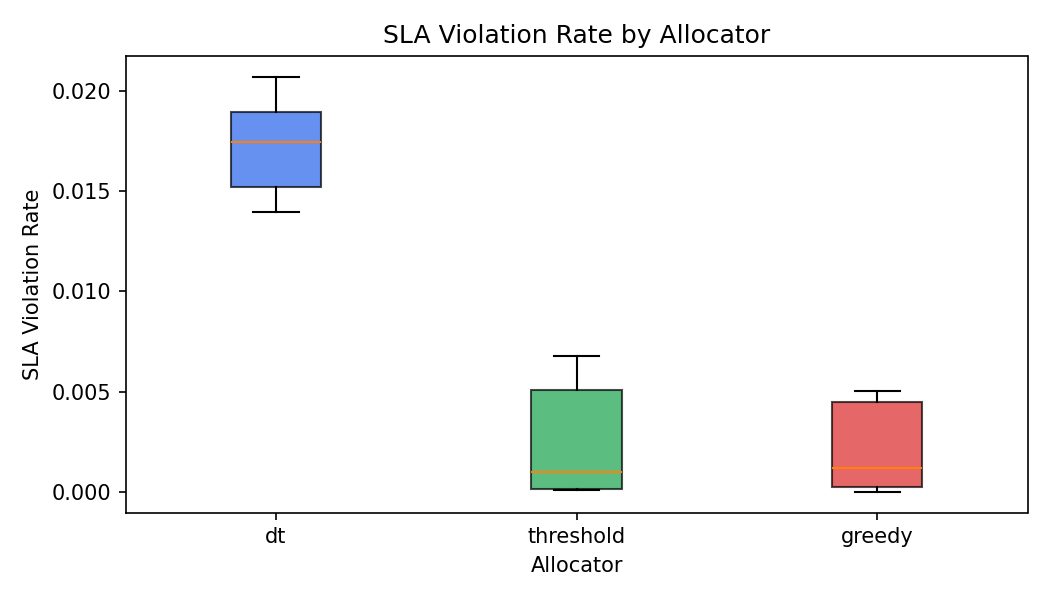 SLA Violation Rate by Allocator
SLA Violation Rate
0.020
0.015
0.010
0.005
0.000
dt threshold greedy
Allocator